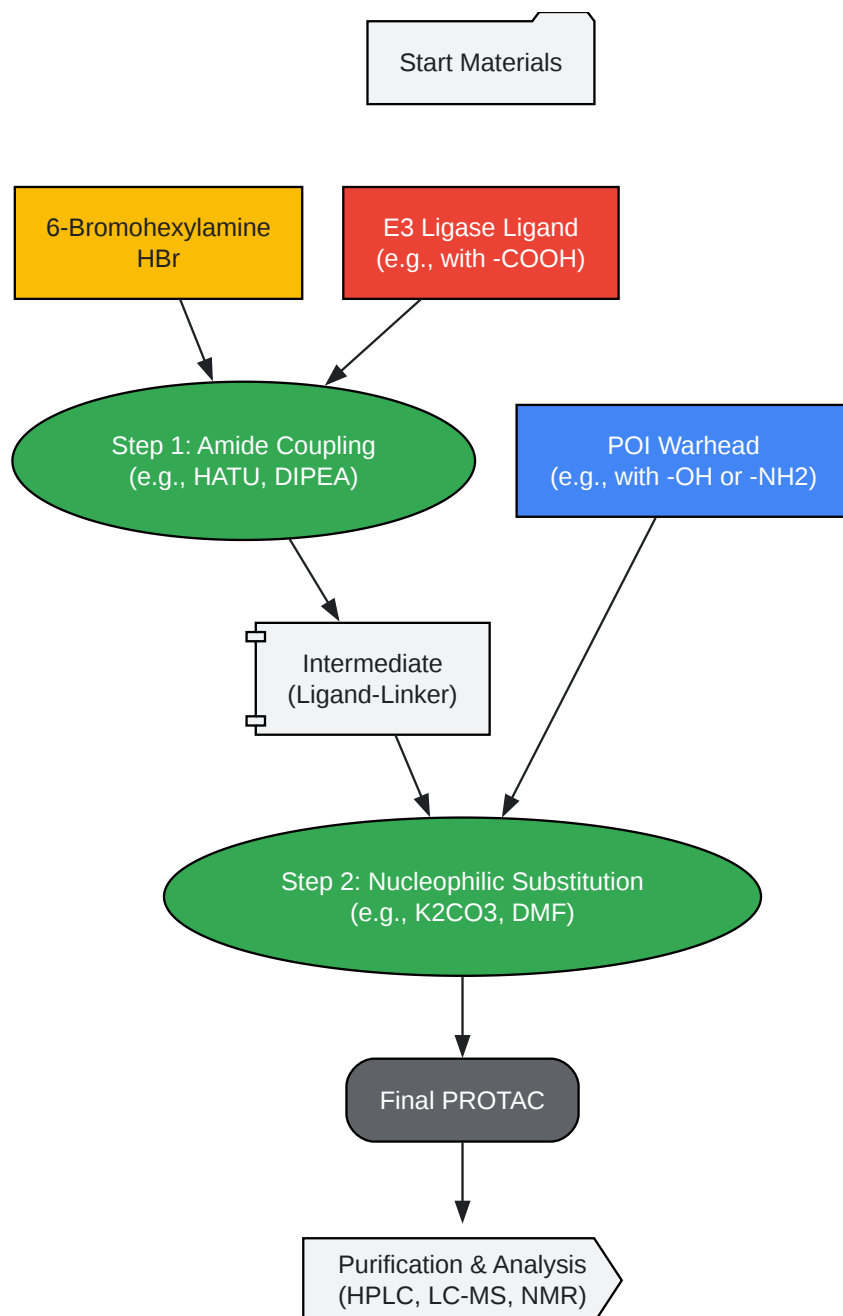 Start Materials
6-Bromohexylamine
HBr
E3 Ligase Ligand
(e.g., with -COOH)
Step 1: Amide Coupling
(e.g., HATU, DIPEA)
POI Warhead
(e.g., with -OH or -NH2)
Intermediate
(Ligand-Linker)
Step 2: Nucleophilic Substitution
(e.g., K2CO3, DMF)
Final PROTAC
Purification & Analysis
(HPLC, LC-MS, NMR)